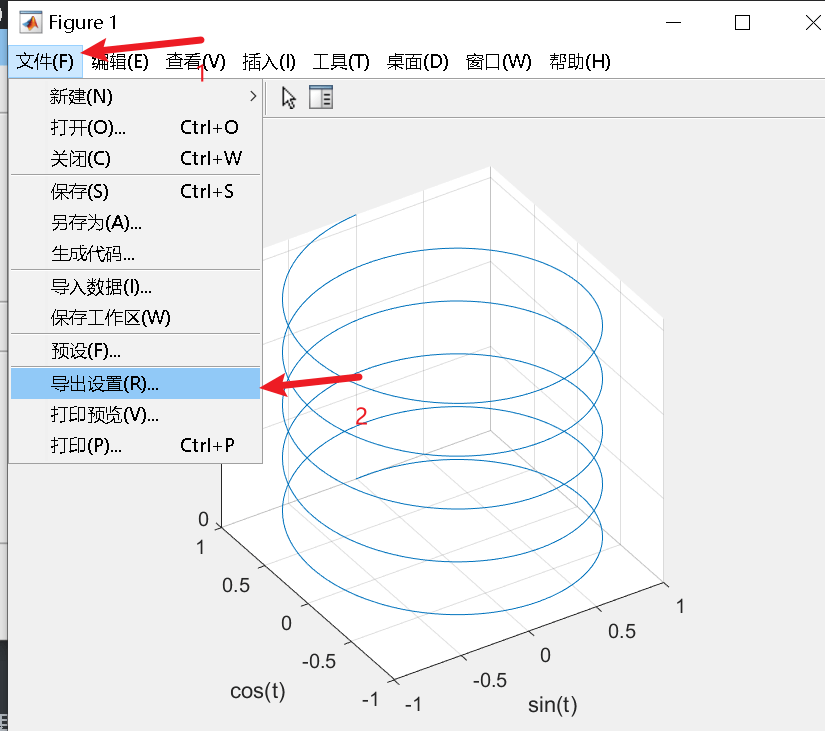 Figure 1
文件(F) 编辑(E) 查看(V) 插入(I) 工具(T) 桌面(D) 窗口(W) 帮助(H)
1
新建(N)
打开(O)... Ctrl+O
关闭(C) Ctrl+W
保存(S) Ctrl+S
另存为(A)...
生成代码...
导入数据(I)...
保存工作区(W)
预设(F)...
导出设置(R)...
2
打印预览(V)...
打印(P)... Ctrl+P
0
1
0.5
0
-0.5
-1
cos(t)
-1
-0.5
0
0.5
1
sin(t)